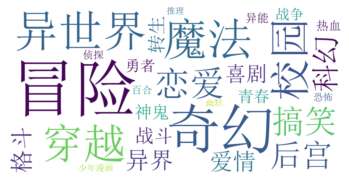 推理 异能 战争
异世界 魔法 校园 科幻
侦探 转生 热血
冒险 勇者 恋爱 喜剧
百合 幽默 青春 恐怖
穿越 神鬼 奇幻 搞笑
格斗 战斗
异界 爱情 后宫
少年漫画